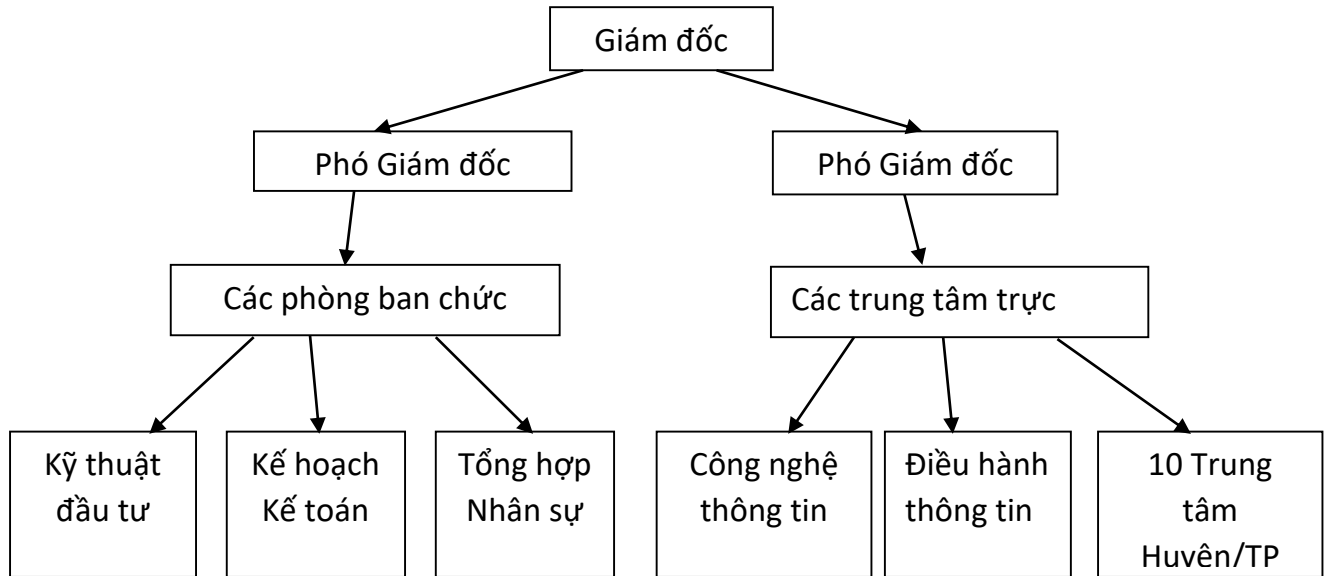 Giám đốc
Phó Giám đốc
Phó Giám đốc
Các phòng ban chức
Các trung tâm trực
Kỹ thuật
đầu tư
Kế hoạch
Kế toán
Tổng hợp
Nhân sự
Công nghệ
thông tin
Điều hành
thông tin
10 Trung
tâm
Huyện/TP